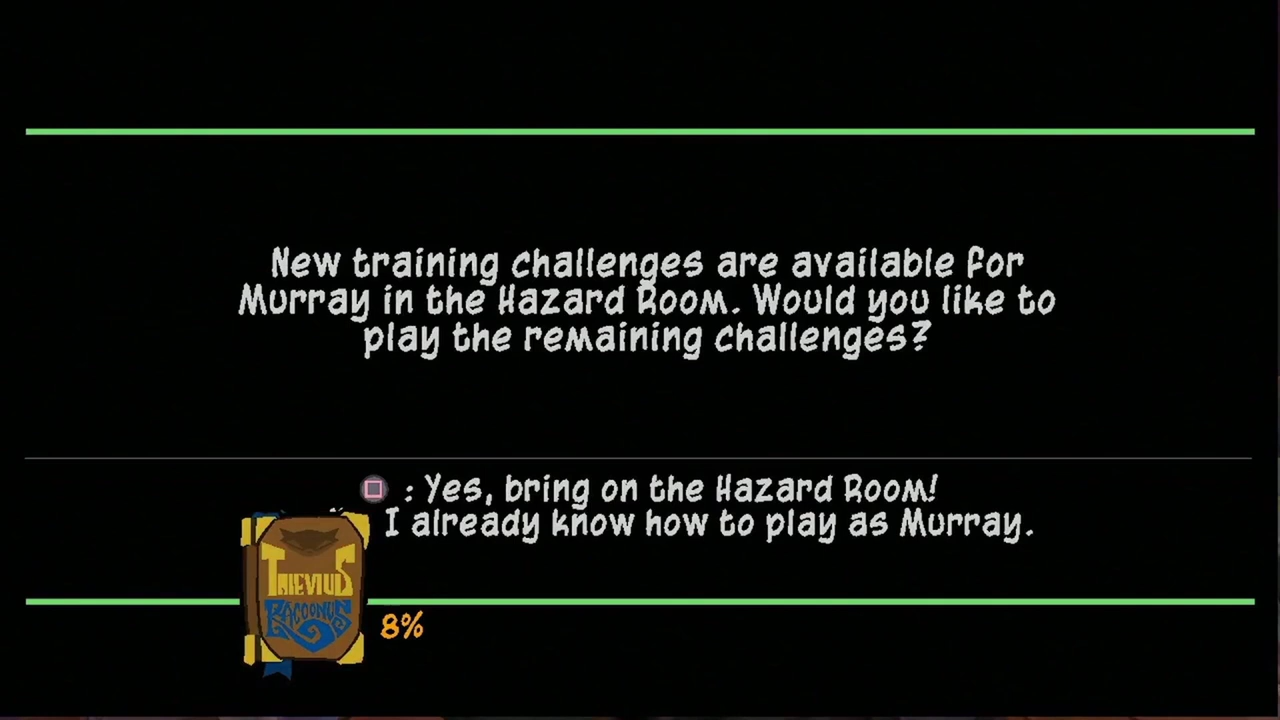 New training challenges are available for
Murray in the Hazard Room. Would you like to
play the remaining challenges?
: Yes, bring on the Hazard Room!
I already know how to play as Murray.
THIEVIUS
RACOONUS
8%